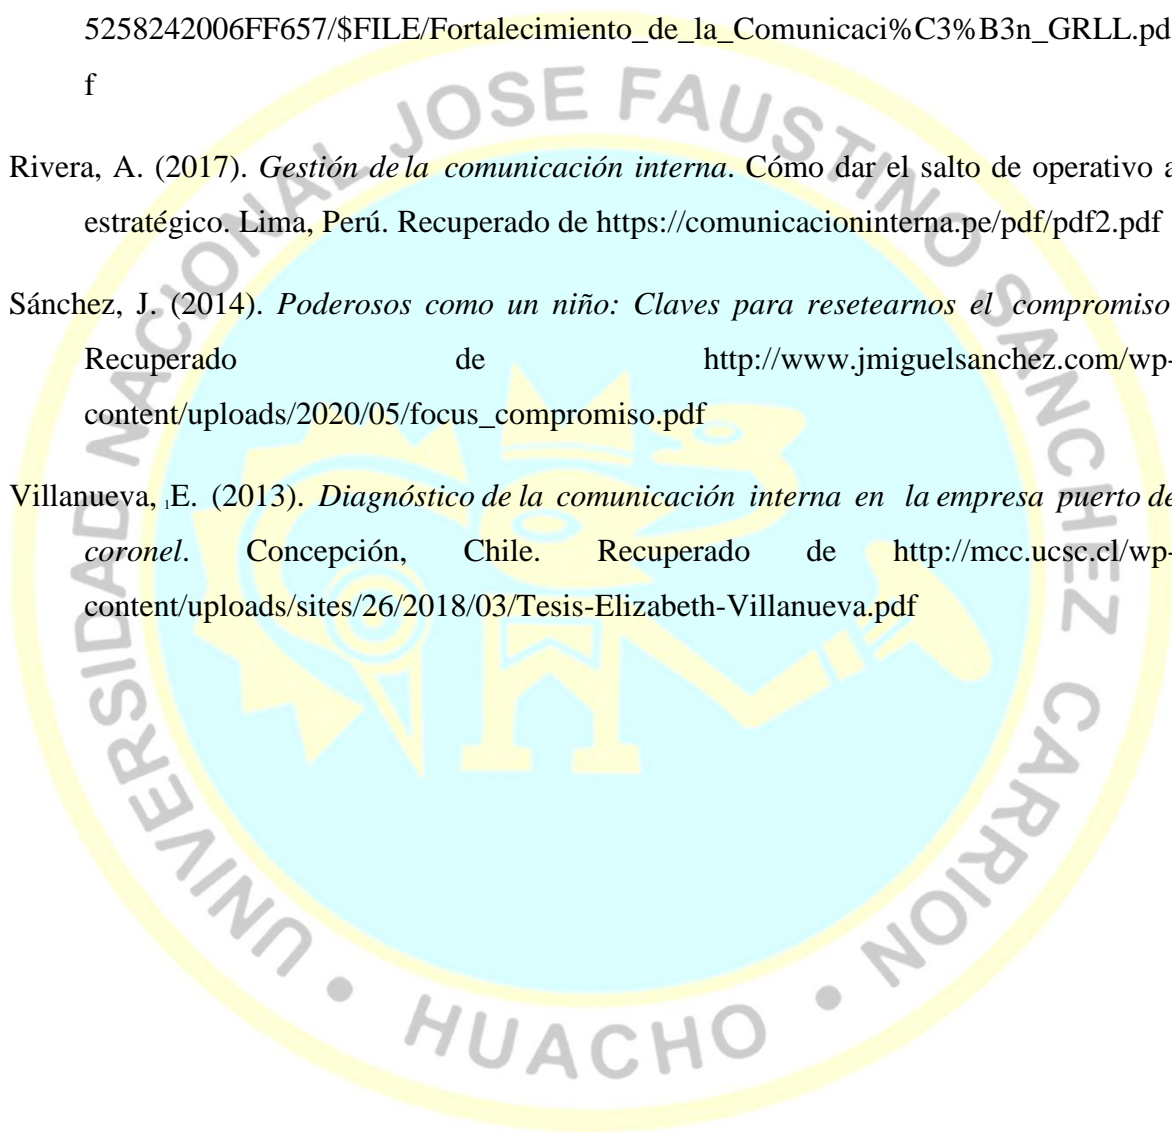 5258242006FF657/$FILE/Fortalecimiento_de_la_Comunicaci%C3%B3n_GRLL.pd
f
Rivera, A. (2017). Gestión de la comunicación interna. Cómo dar el salto de operativo a
estratégico. Lima, Perú. Recuperado de https://comunicacioninterna.pe/pdf/pdf2.pdf
Sánchez, J. (2014). Poderosos como un niño: Claves para resetearnos el compromiso
Recuperado de http://www.jmiguelsanchez.com/wp-
content/uploads/2020/05/focus_compromiso.pdf
Villanueva, E. (2013). Diagnóstico de la comunicación interna en la empresa puerto de
coronel. Concepción, Chile. Recuperado de http://mcc.ucsc.cl/wp-
content/uploads/sites/26/2018/03/Tesis-Elizabeth-Villanueva.pdf
UNIVERSIDAD NACIONAL JOSE FAUSTINO SANCHEZ CARRION
• HUACHO •